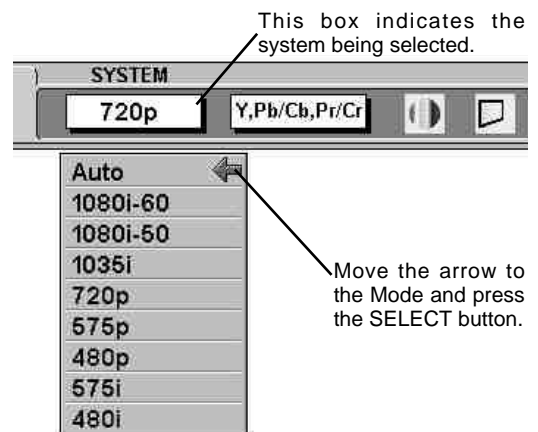 This box indicates the
system being selected.
SYSTEM
720p
Y,Pb/Cb,Pr/Cr
Auto
1080i-60
1080i-50
1035i
720p
575p
480p
575i
480i
Move the arrow to
the Mode and press
the SELECT button.